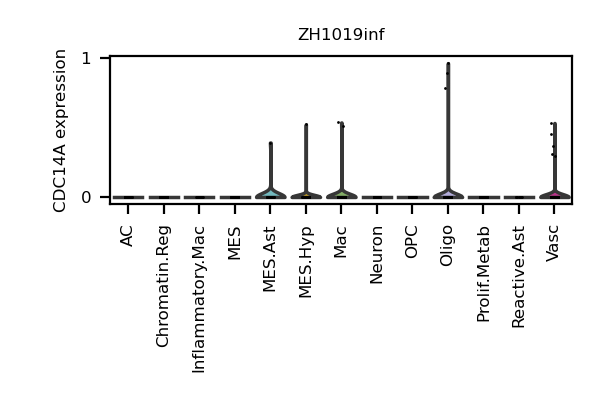 ZH1019inf
CDC14A expression
1
0
AC
Chromatin.Reg
Inflammatory.Mac
MES
MES.Ast
MES.Hyp
Mac
Neuron
OPC
Oligo
Prolif.Metab
Reactive.Ast
Vasc